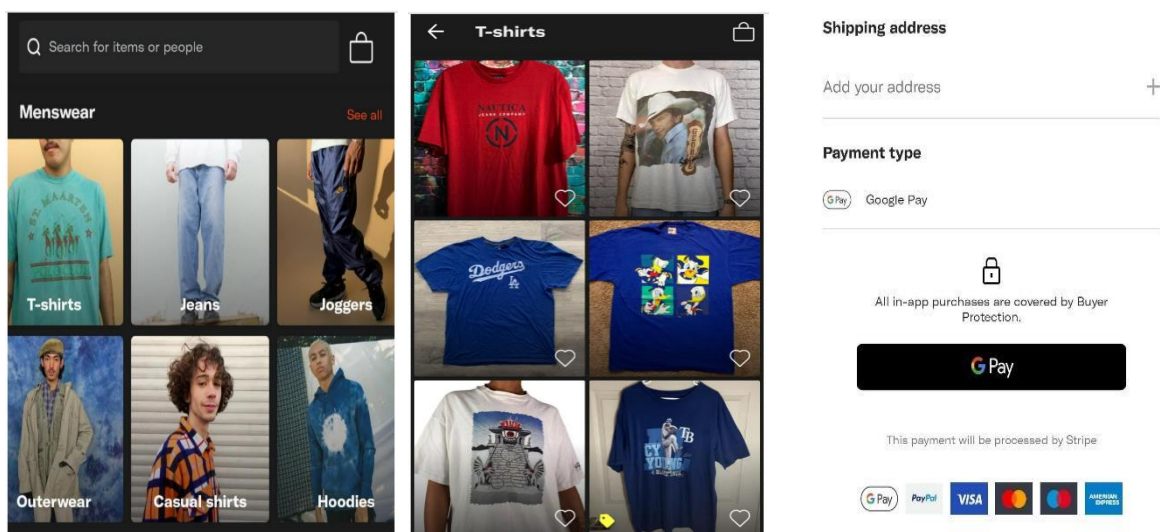 Search for items or people
Menswear
See all
ST. MAARTEN
T-shirts
Jeans
Joggers
Outerwear
Casual shirts
Hoodies
T-shirts
NAUTICA
JEANS COMPANY
N
Dodgers
LA
TB
CY
YOUNG
Shipping address
Add your address
Payment type
G Pay Google Pay
All in-app purchases are covered by Buyer
Protection.
G Pay
This payment will be processed by Stripe
G Pay PayPal VISA AMERICAN EXPRESS